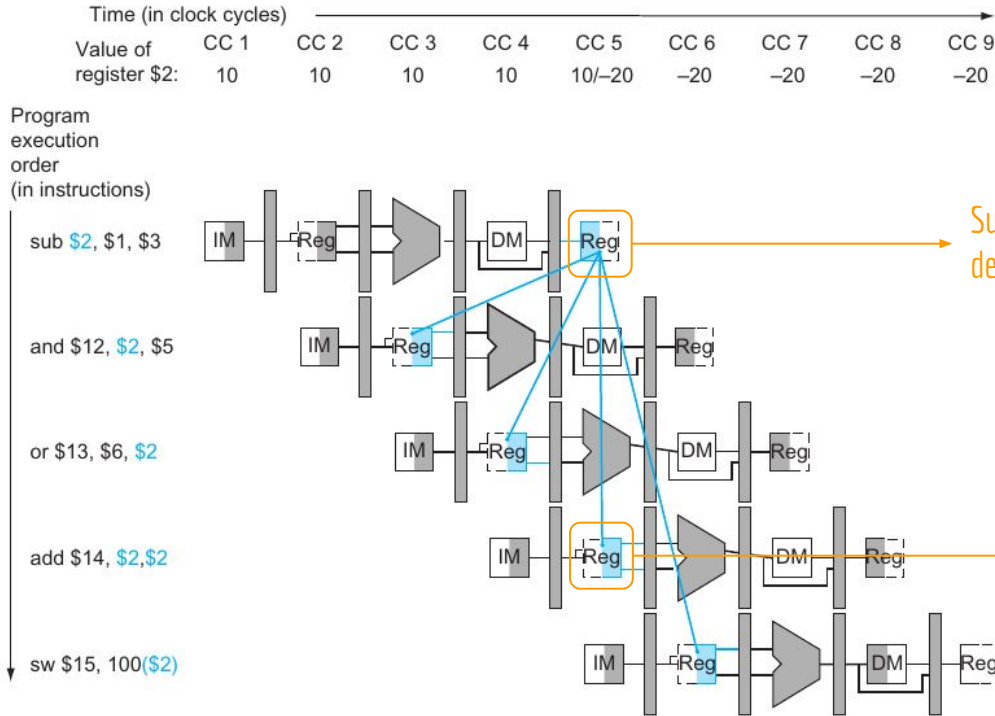 Time (in clock cycles)
Value of register $2:
CC 1 CC 2 CC 3 CC 4 CC 5 CC 6 CC 7 CC 8 CC 9
10 10 10 10 10/–20 –20 –20 –20 –20
Program
execution
order
(in instructions)
sub $2, $1, $3
IM Reg DM Reg
Su
de
and $12, $2, $5
IM Reg DM Reg
or $13, $6, $2
IM Reg DM Reg
add $14, $2,$2
IM Reg DM Reg
sw $15, 100($2)
IM Reg DM Reg